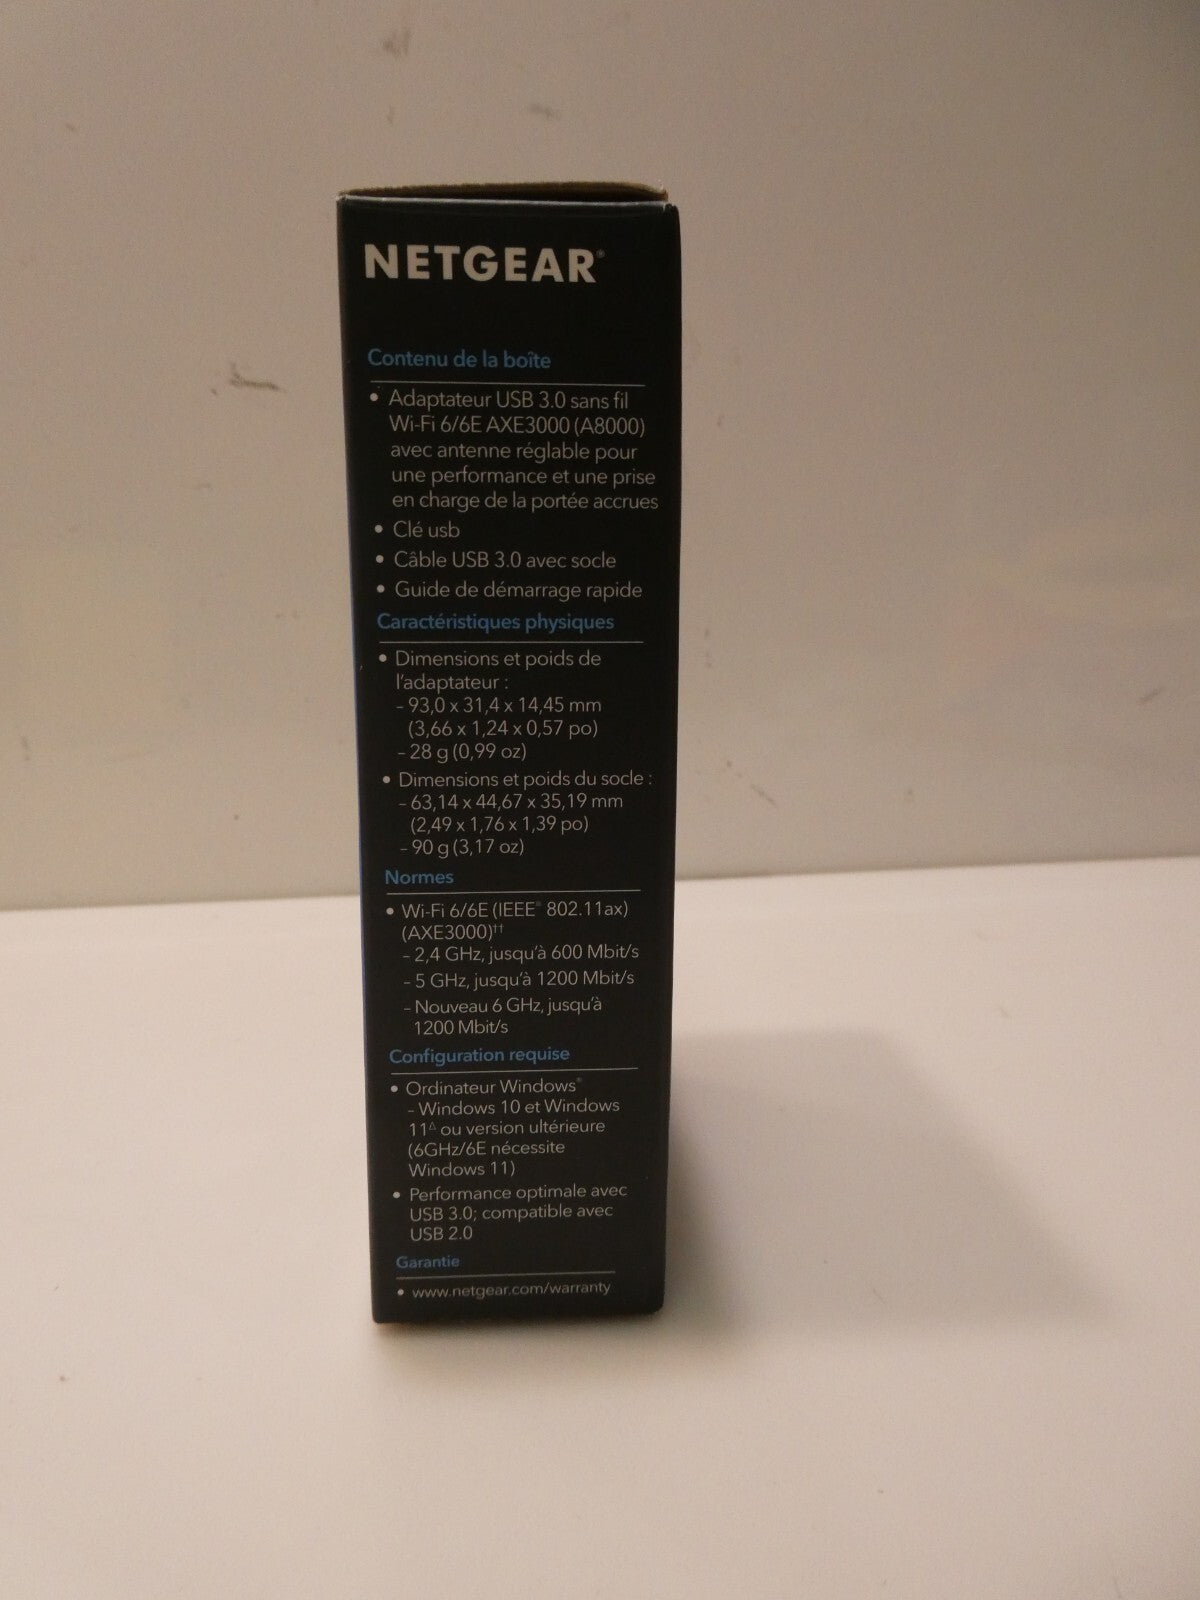 NETGEAR®
Contenu de la boîte
• Adaptateur USB 3.0 sans fil
Wi-Fi 6/6E AXE3000 (A8000)
avec antenne réglable pour
une performance et une prise
en charge de la portée accrues
• Clé usb
• Câble USB 3.0 avec socle
• Guide de démarrage rapide
Caractéristiques physiques
• Dimensions et poids de
l'adaptateur :
– 93,0 x 31,4 x 14,45 mm
(3,66 x 1,24 x 0,57 po)
– 28 g (0,99 oz)
• Dimensions et poids du socle :
– 63,14 x 44,67 x 35,19 mm
(2,49 x 1,76 x 1,39 po)
– 90 g (3,17 oz)
Normes
• Wi-Fi 6/6E (IEEE® 802.11ax)
(AXE3000)††
– 2,4 GHz, jusqu'à 600 Mbit/s
– 5 GHz, jusqu'à 1200 Mbit/s
– Nouveau 6 GHz, jusqu'à
1200 Mbit/s
Configuration requise
• Ordinateur Windows®
– Windows 10 et Windows
11△ ou version ultérieure
(6GHz/6E nécessite
Windows 11)
• Performance optimale avec
USB 3.0; compatible avec
USB 2.0
Garantie
• www.netgear.com/warranty